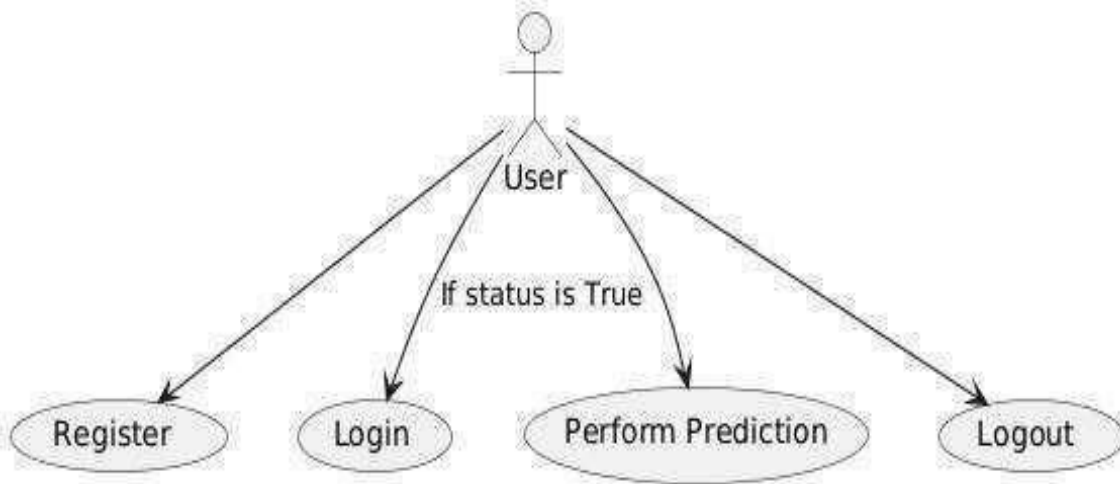 User
If status is True
Register
Login
Perform Prediction
Logout